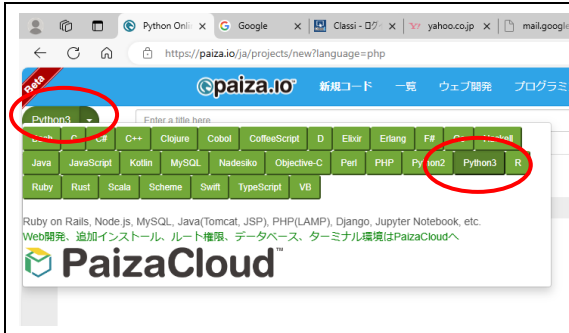 Python Onli × Google × Classi - ログ × yahoo.co.jp × mail.google
https://paiza.io/ja/projects/new?language=php
Beta paiza.IO 新規コード 一覧 ウェブ開発 プログラミ
Python3 Enter a title here
Bash C C# C++ Clojure Cobol CoffeeScript D Elixir Erlang F# Go Haskell
Java JavaScript Kotlin MySQL Nadesiko Objective-C Perl PHP Python2 Python3 R
Ruby Rust Scala Scheme Swift TypeScript VB
Ruby on Rails, Node.js, MySQL, Java(Tomcat, JSP), PHP(LAMP), Django, Jupyter Notebook, etc.
Web開発、追加インストール、ルート権限、データベース、ターミナル環境はPaizaCloudへ
PaizaCloud™